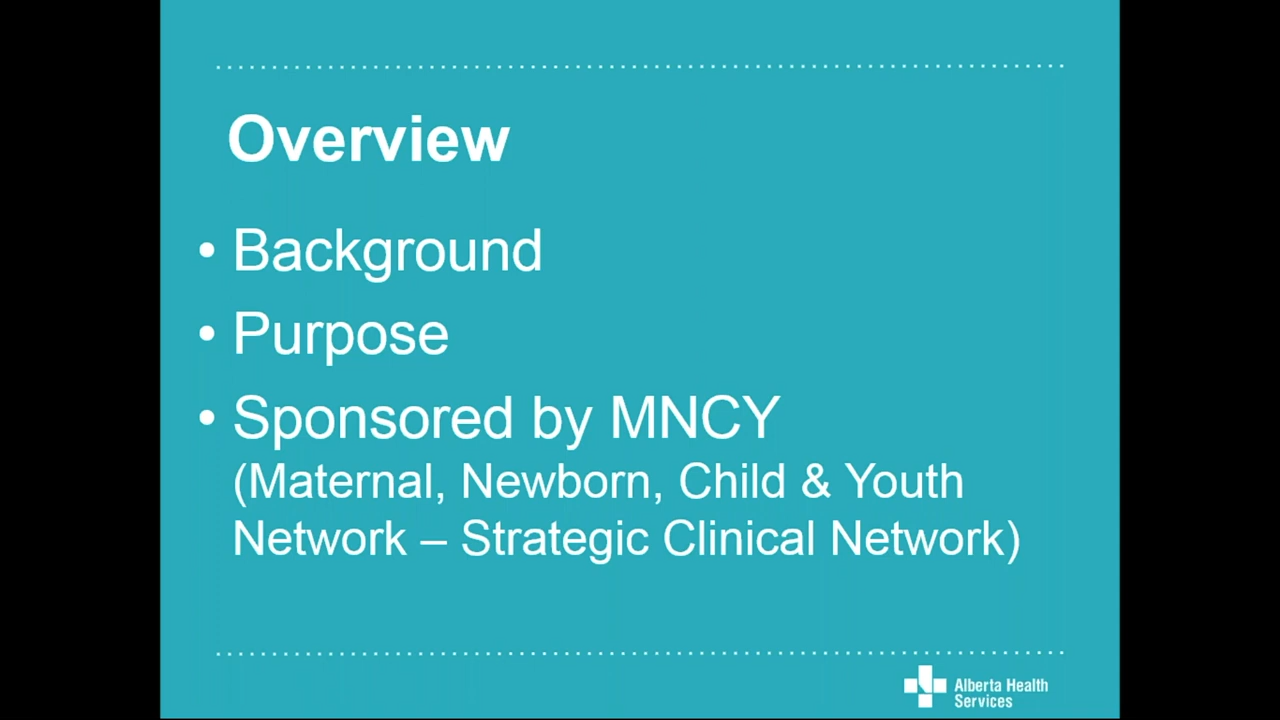 Overview
• Background
• Purpose
• Sponsored by MNCY
(Maternal, Newborn, Child & Youth
Network – Strategic Clinical Network)
Alberta Health
Services